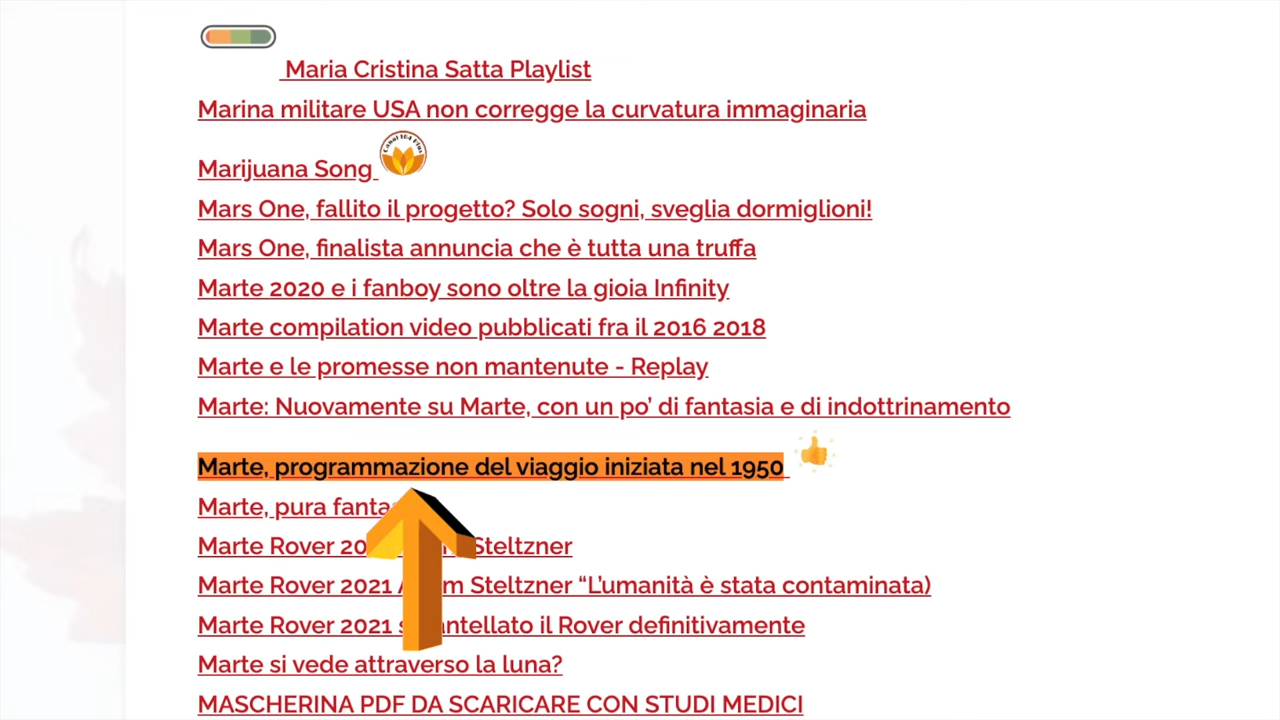 Maria Cristina Satta Playlist
Marina militare USA non corregge la curvatura immaginaria
Canal 104 Plus
Marijuana Song
Mars One, fallito il progetto? Solo sogni, sveglia dormiglioni!
Mars One, finalista annuncia che è tutta una truffa
Marte 2020 e i fanboy sono oltre la gioia Infinity
Marte compilation video pubblicati fra il 2016 2018
Marte e le promesse non mantenute - Replay
Marte: Nuovamente su Marte, con un po’ di fantasia e di indottrinamento
Marte, programmazione del viaggio iniziata nel 1950
Marte, pura
Marte Rover Steltzner
Marte Rover 2021 Steltzner “L’umanità è stata contaminata)
Marte Rover 2021 il Rover definitivamente
Marte si vede attraverso la luna?
MASCHERINA PDF DA SCARICARE CON STUDI MEDICI